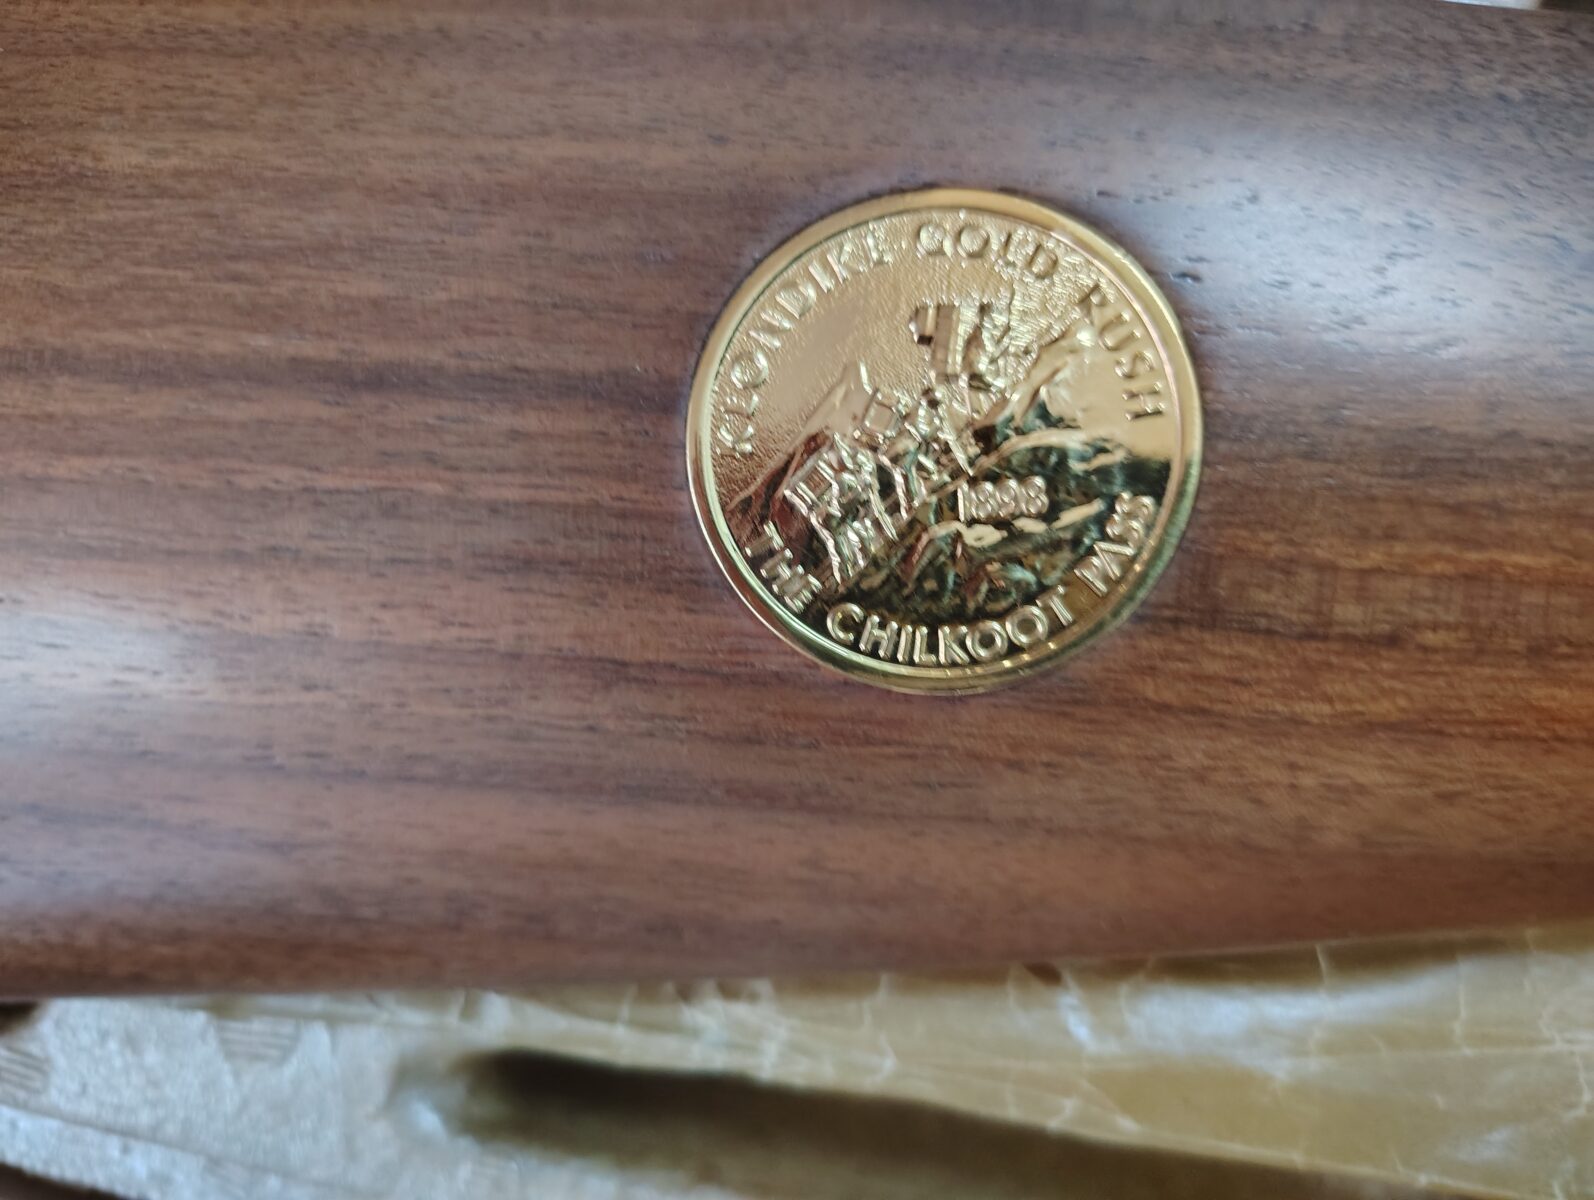 KLONDIKE GOLD RUSH
1898
THE CHILKOOT PASS